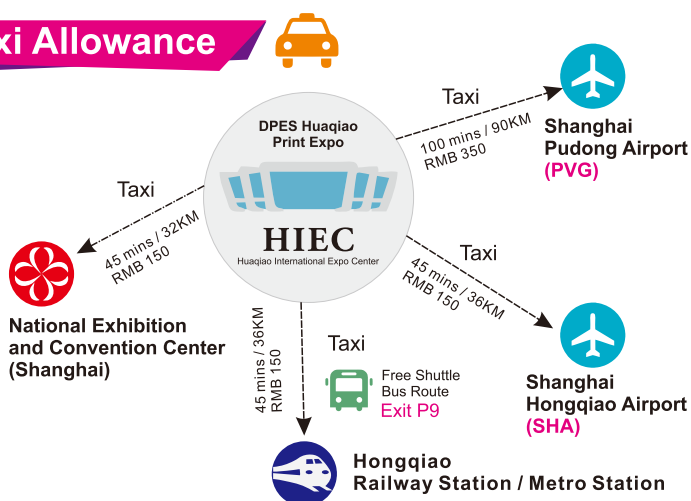 xi Allowance
DPES Huaqiao
Print Expo
HIEC
Huaqiao International Expo Center
Taxi
100 mins / 90KM
RMB 350
Shanghai
Pudong Airport
(PVG)
Taxi
45 mins / 32KM
RMB 150
National Exhibition
and Convention Center
(Shanghai)
Taxi
45 mins / 36KM
RMB 150
Shanghai
Hongqiao Airport
(SHA)
45 mins / 36KM
RMB 150
Taxi
Free Shuttle
Bus Route
Exit P9
Hongqiao
Railway Station / Metro Station